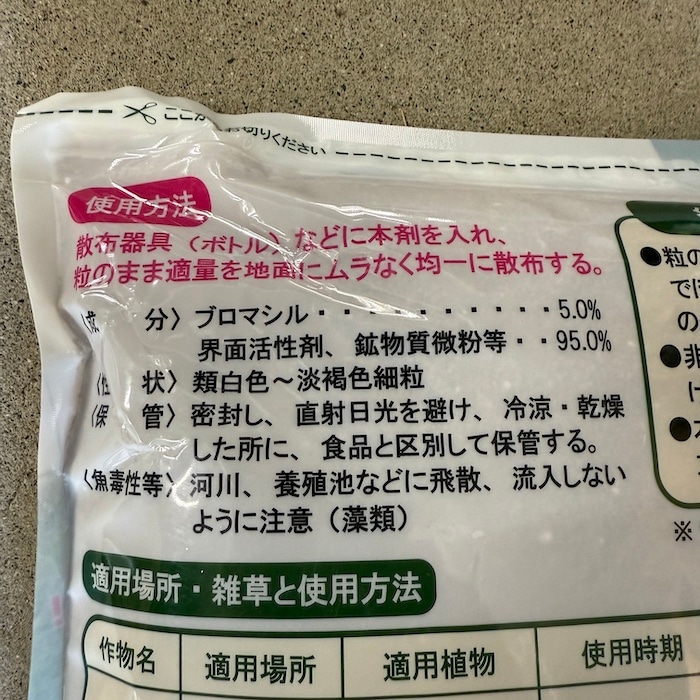 ここか
切りください
使用方法
散布器具（ボトル）などに本剤を入れ、
粒のまま適量を地面にムラなく均一に散布する。
分〉ブロマシル・・・・・・・・・・・・5.0%
界面活性剤、鉱物質微粉等・・95.0%
〈性　状〉類白色～淡褐色細粒
〈保　管〉密封し、直射日光を避け、冷涼・乾燥
した所に、食品と区別して保管する。
〈魚毒性等〉河川、養殖池などに飛散、流入しない
ように注意（藻類）
適用場所・雑草と使用方法
作物名　適用場所　適用植物　使用時期
●粒の
の
●非
●
※